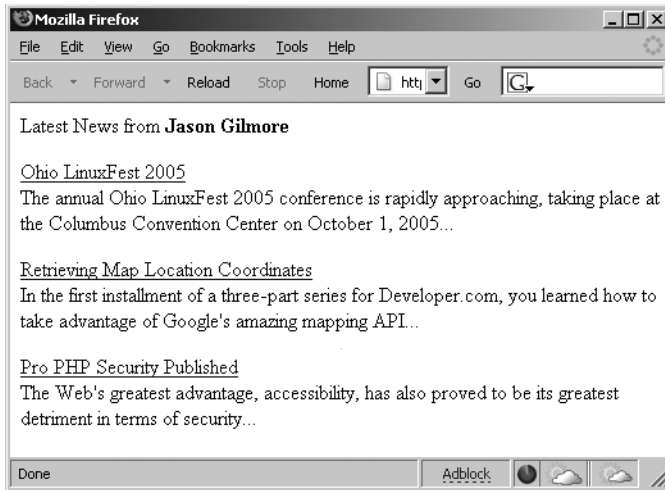 Mozilla Firefox
File Edit View Go Bookmarks Tools Help
Back Forward Reload Stop Home http Go G
Latest News from Jason Gilmore
Ohio LinuxFest 2005
The annual Ohio LinuxFest 2005 conference is rapidly approaching, taking place at
the Columbus Convention Center on October 1, 2005...
Retrieving Map Location Coordinates
In the first installment of a three-part series for Developer.com, you learned how to
take advantage of Google's amazing mapping API...
Pro PHP Security Published
The Web's greatest advantage, accessibility, has also proved to be its greatest
detriment in terms of security...
Done Adblock